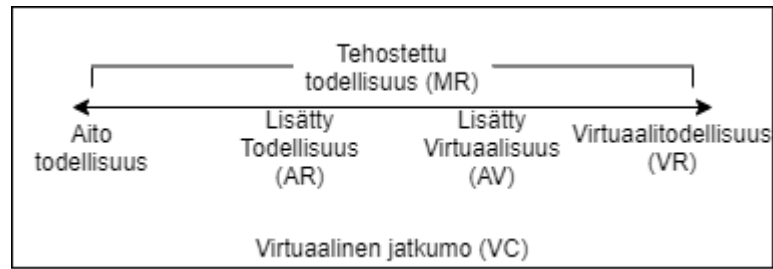 Tehostettu
todellisuus (MR)
Aito
todellisuus
Lisätty
Todellisuus
(AR)
Lisätty
Virtuaalisuus
(AV)
Virtuaalitodellisuus
(VR)
Virtuaalinen jatkumo (VC)